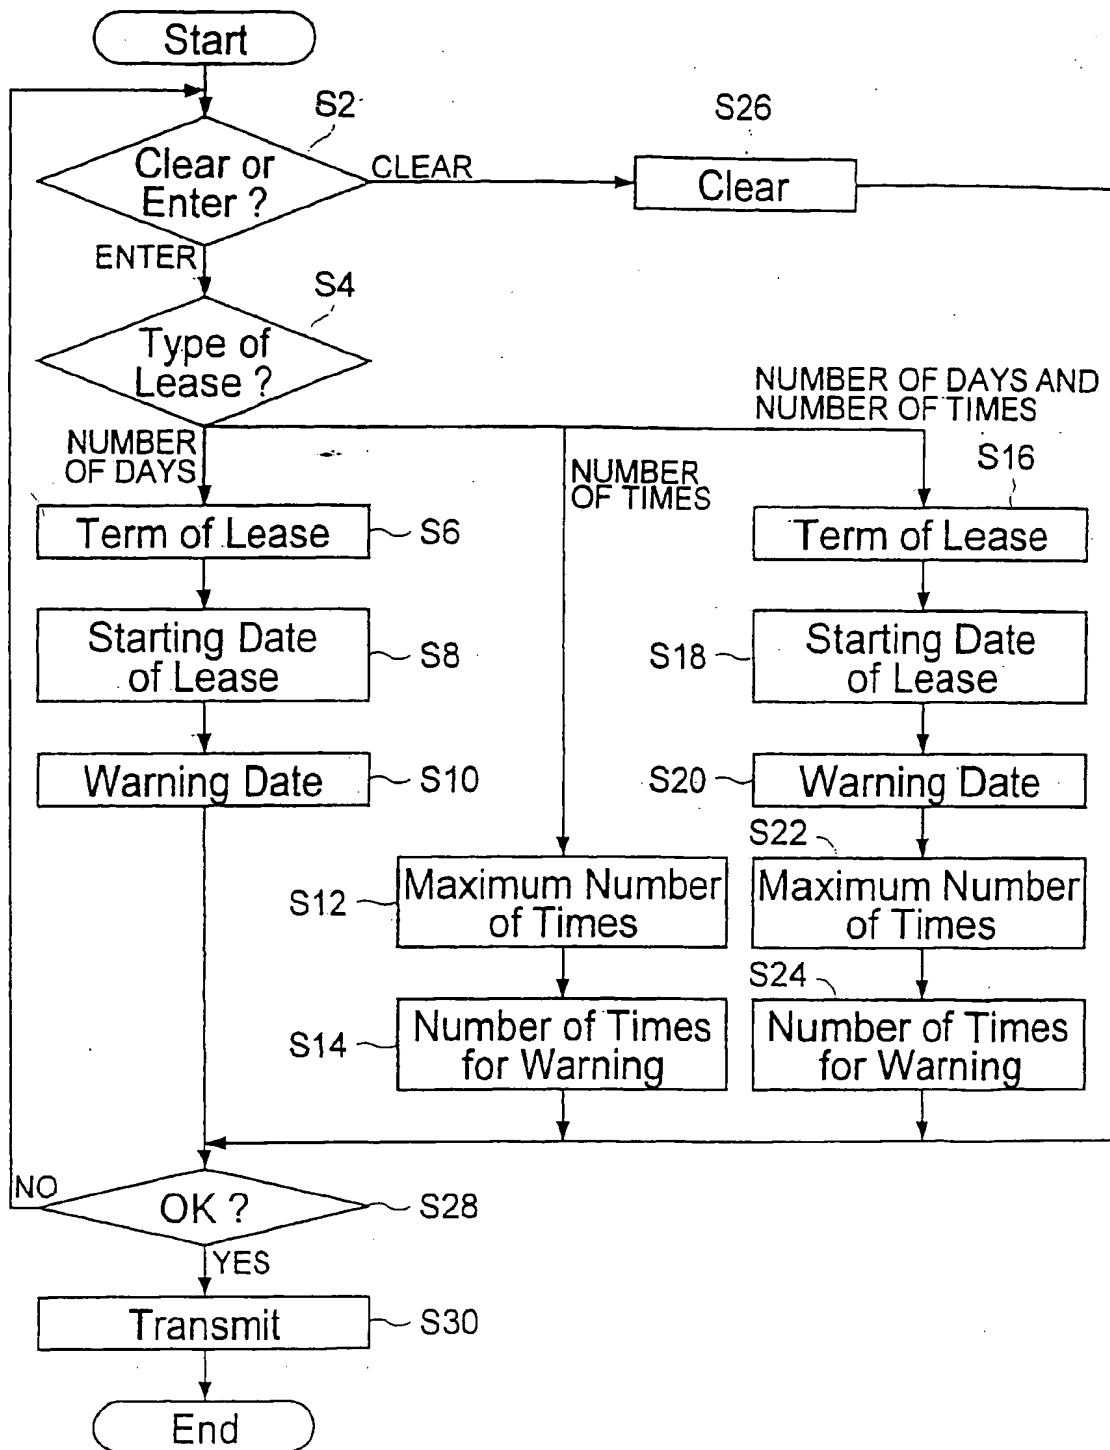 Start
S2
S26
Clear or
Enter ?
CLEAR
Clear
ENTER
S4
Type of
Lease ?
NUMBER OF DAYS AND
NUMBER OF TIMES
NUMBER
OF DAYS
NUMBER
OF TIMES
S16
Term of Lease
S6
Term of Lease
Starting Date
of Lease
S8
S18
Starting Date
of Lease
Warning Date
S10
S20
Warning Date
S22
S12
Maximum Number
of Times
Maximum Number
of Times
S24
S14
Number of Times
for Warning
Number of Times
for Warning
NO
OK ?
S28
YES
Transmit
S30
End